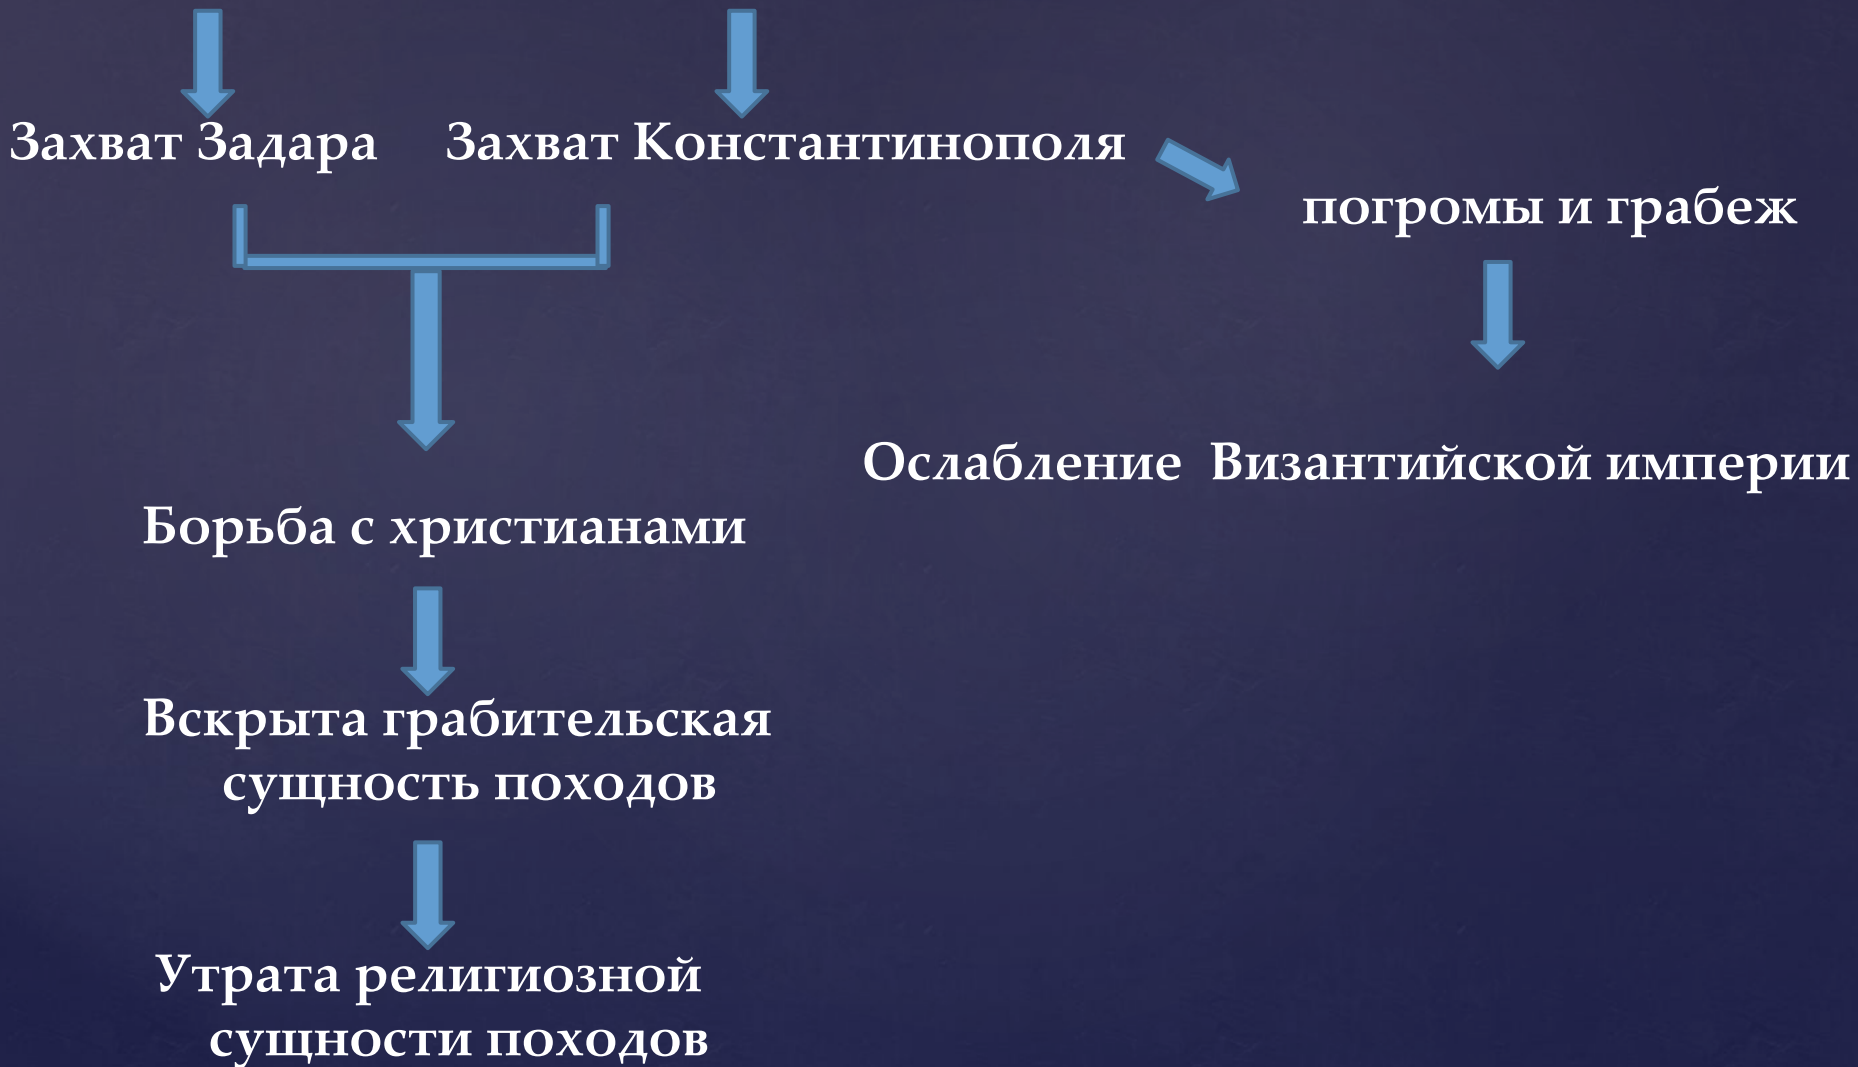 Захват Задара
Захват Константинополя
погромы и грабеж
Ослабление Византийской империи
Борьба с христианами
Вскрыта грабительская
сущность походов
Утрата религиозной
сущности походов